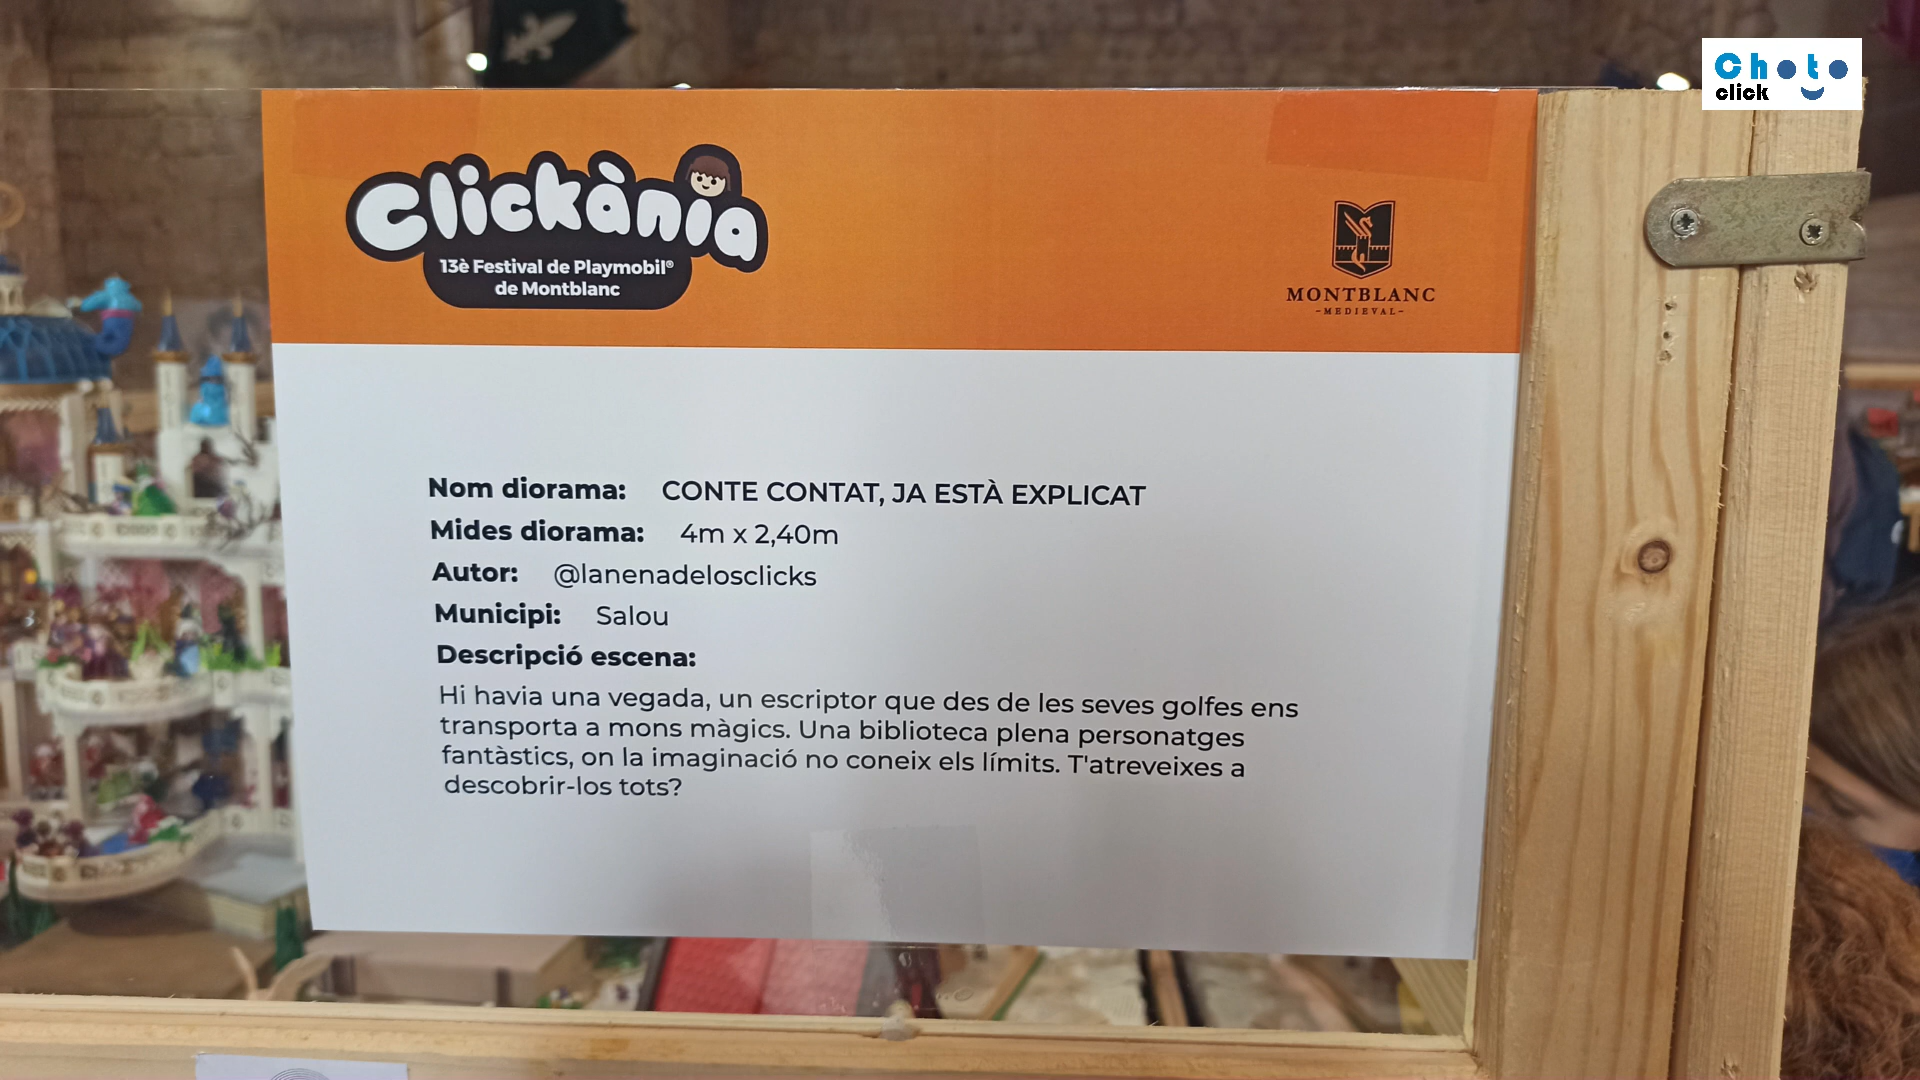 Choto
click
Clickània
13è Festival de Playmobil®
de Montblanc
MONTBLANC
-MEDIEVAL-
Nom diorama: CONTE CONTAT, JA ESTÀ EXPLICAT
Mides diorama: 4m x 2,40m
Autor: @lanenadelosclicks
Municipi: Salou
Descripció escena:
Hi havia una vegada, un escriptor que des de les seves golfes ens
transporta a mons màgics. Una biblioteca plena personatges
fantàstics, on la imaginació no coneix els límits. T'atreveixes a
descobrir-los tots?